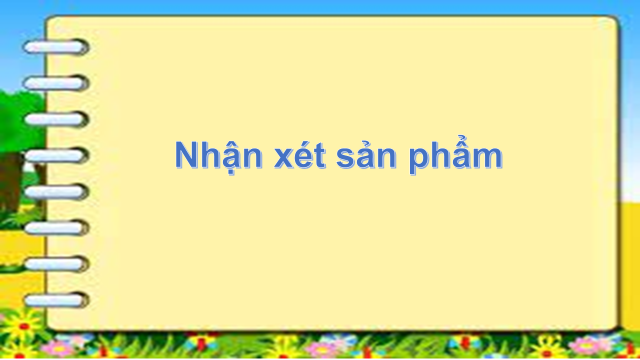 Nhận xét sản phẩm